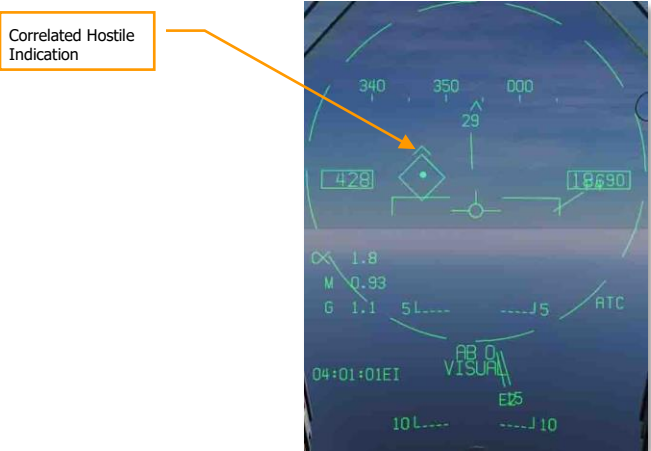 Correlated Hostile
Indication
340 350 000
29
428
α 1.8
M 0.93
G 1.1 5 5 ATC
AB 0
VISUAL
04:01:01EI
10 10